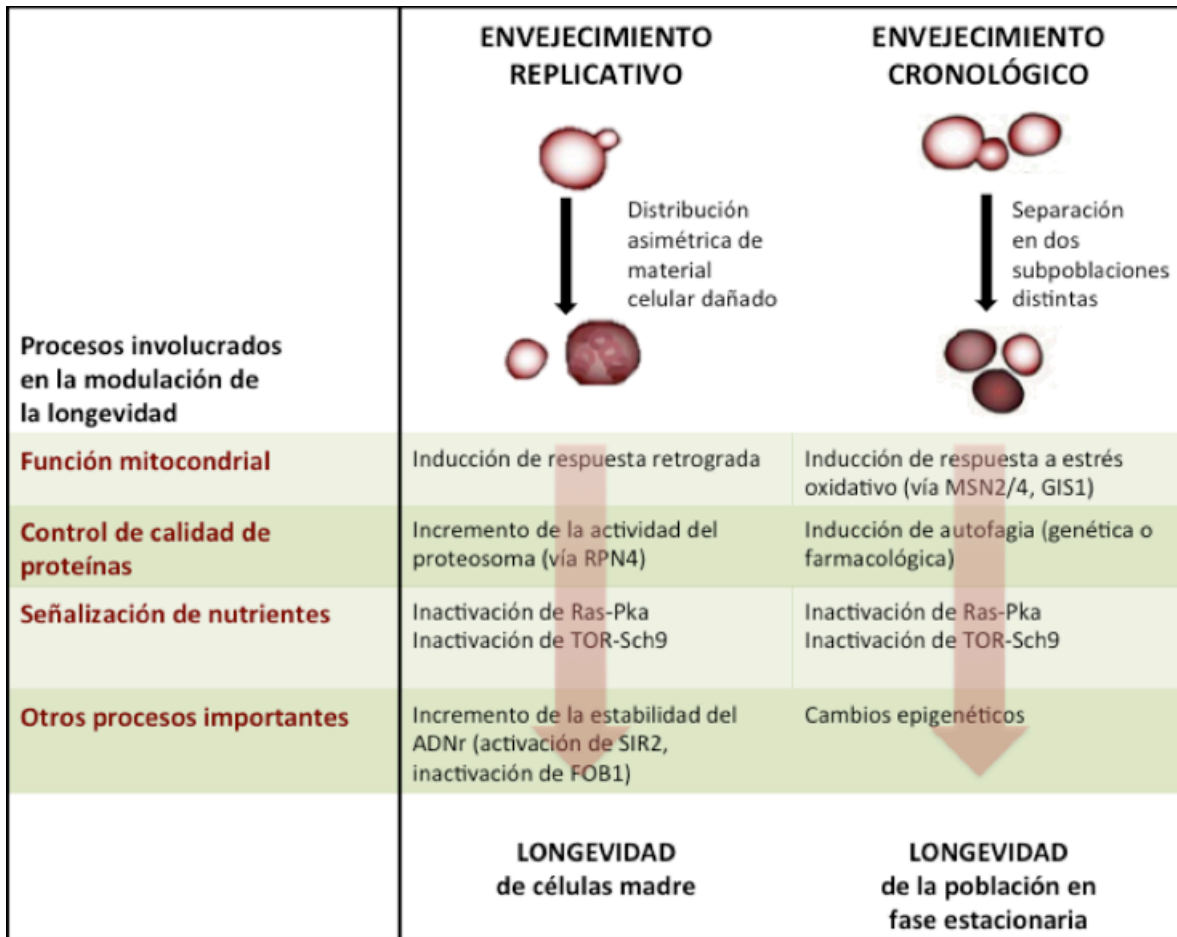 ENVEJECIMIENTO
REPLICATIVO
ENVEJECIMIENTO
CRONOLÓGICO
Distribución
asimétrica de
material
celular dañado
Separación
en dos
subpoblaciones
distintas
Procesos involucrados
en la modulación de
la longevidad
Función mitocondrial
Inducción de respuesta retrograda
Inducción de respuesta a estrés
oxidativo (vía MSN2/4, GIS1)
Control de calidad de
proteínas
Incremento de la actividad del
proteosoma (vía RPN4)
Inducción de autofagia (genética o
farmacológica)
Señalización de nutrientes
Inactivación de Ras-Pka
Inactivación de TOR-Sch9
Inactivación de Ras-Pka
Inactivación de TOR-Sch9
Otros procesos importantes
Incremento de la estabilidad del
ADNr (activación de SIR2,
inactivación de FOB1)
Cambios epigenéticos
LONGEVIDAD
de células madre
LONGEVIDAD
de la población en
fase estacionaria